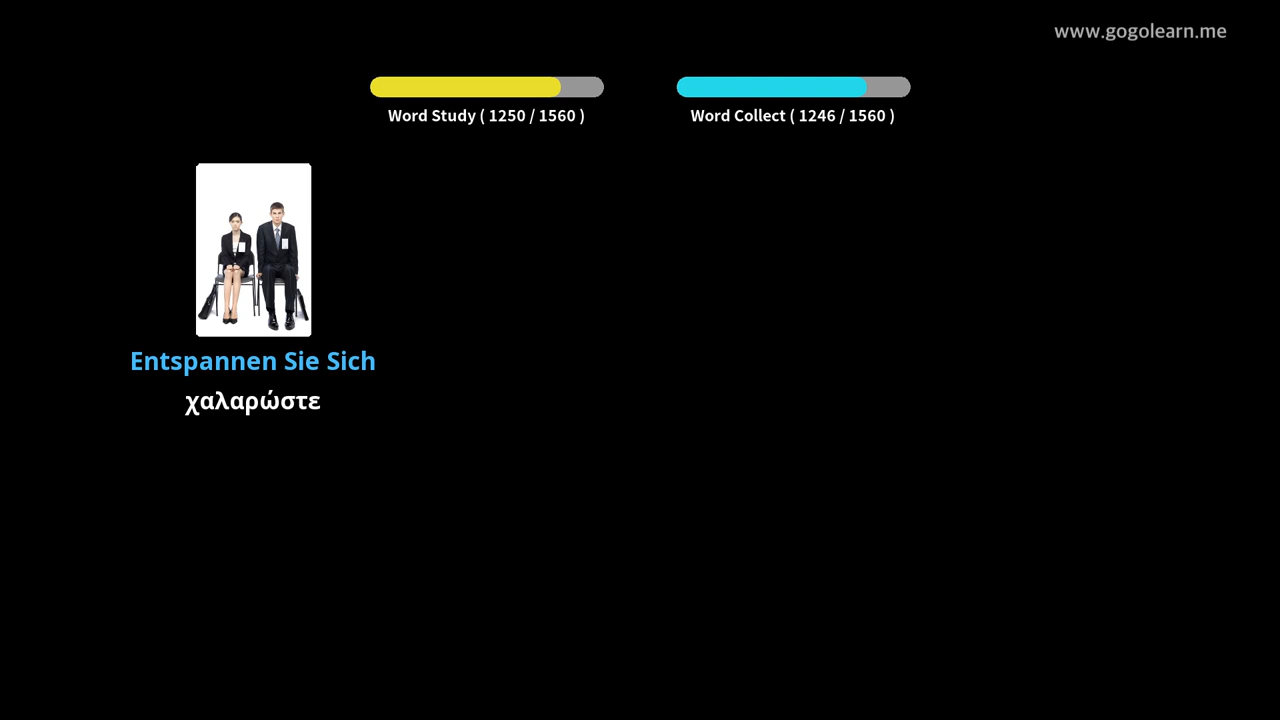 www.gogolearn.me
Word Study ( 1250 / 1560 )
Word Collect ( 1246 / 1560 )
Entspannen Sie Sich
χαλαρώστε